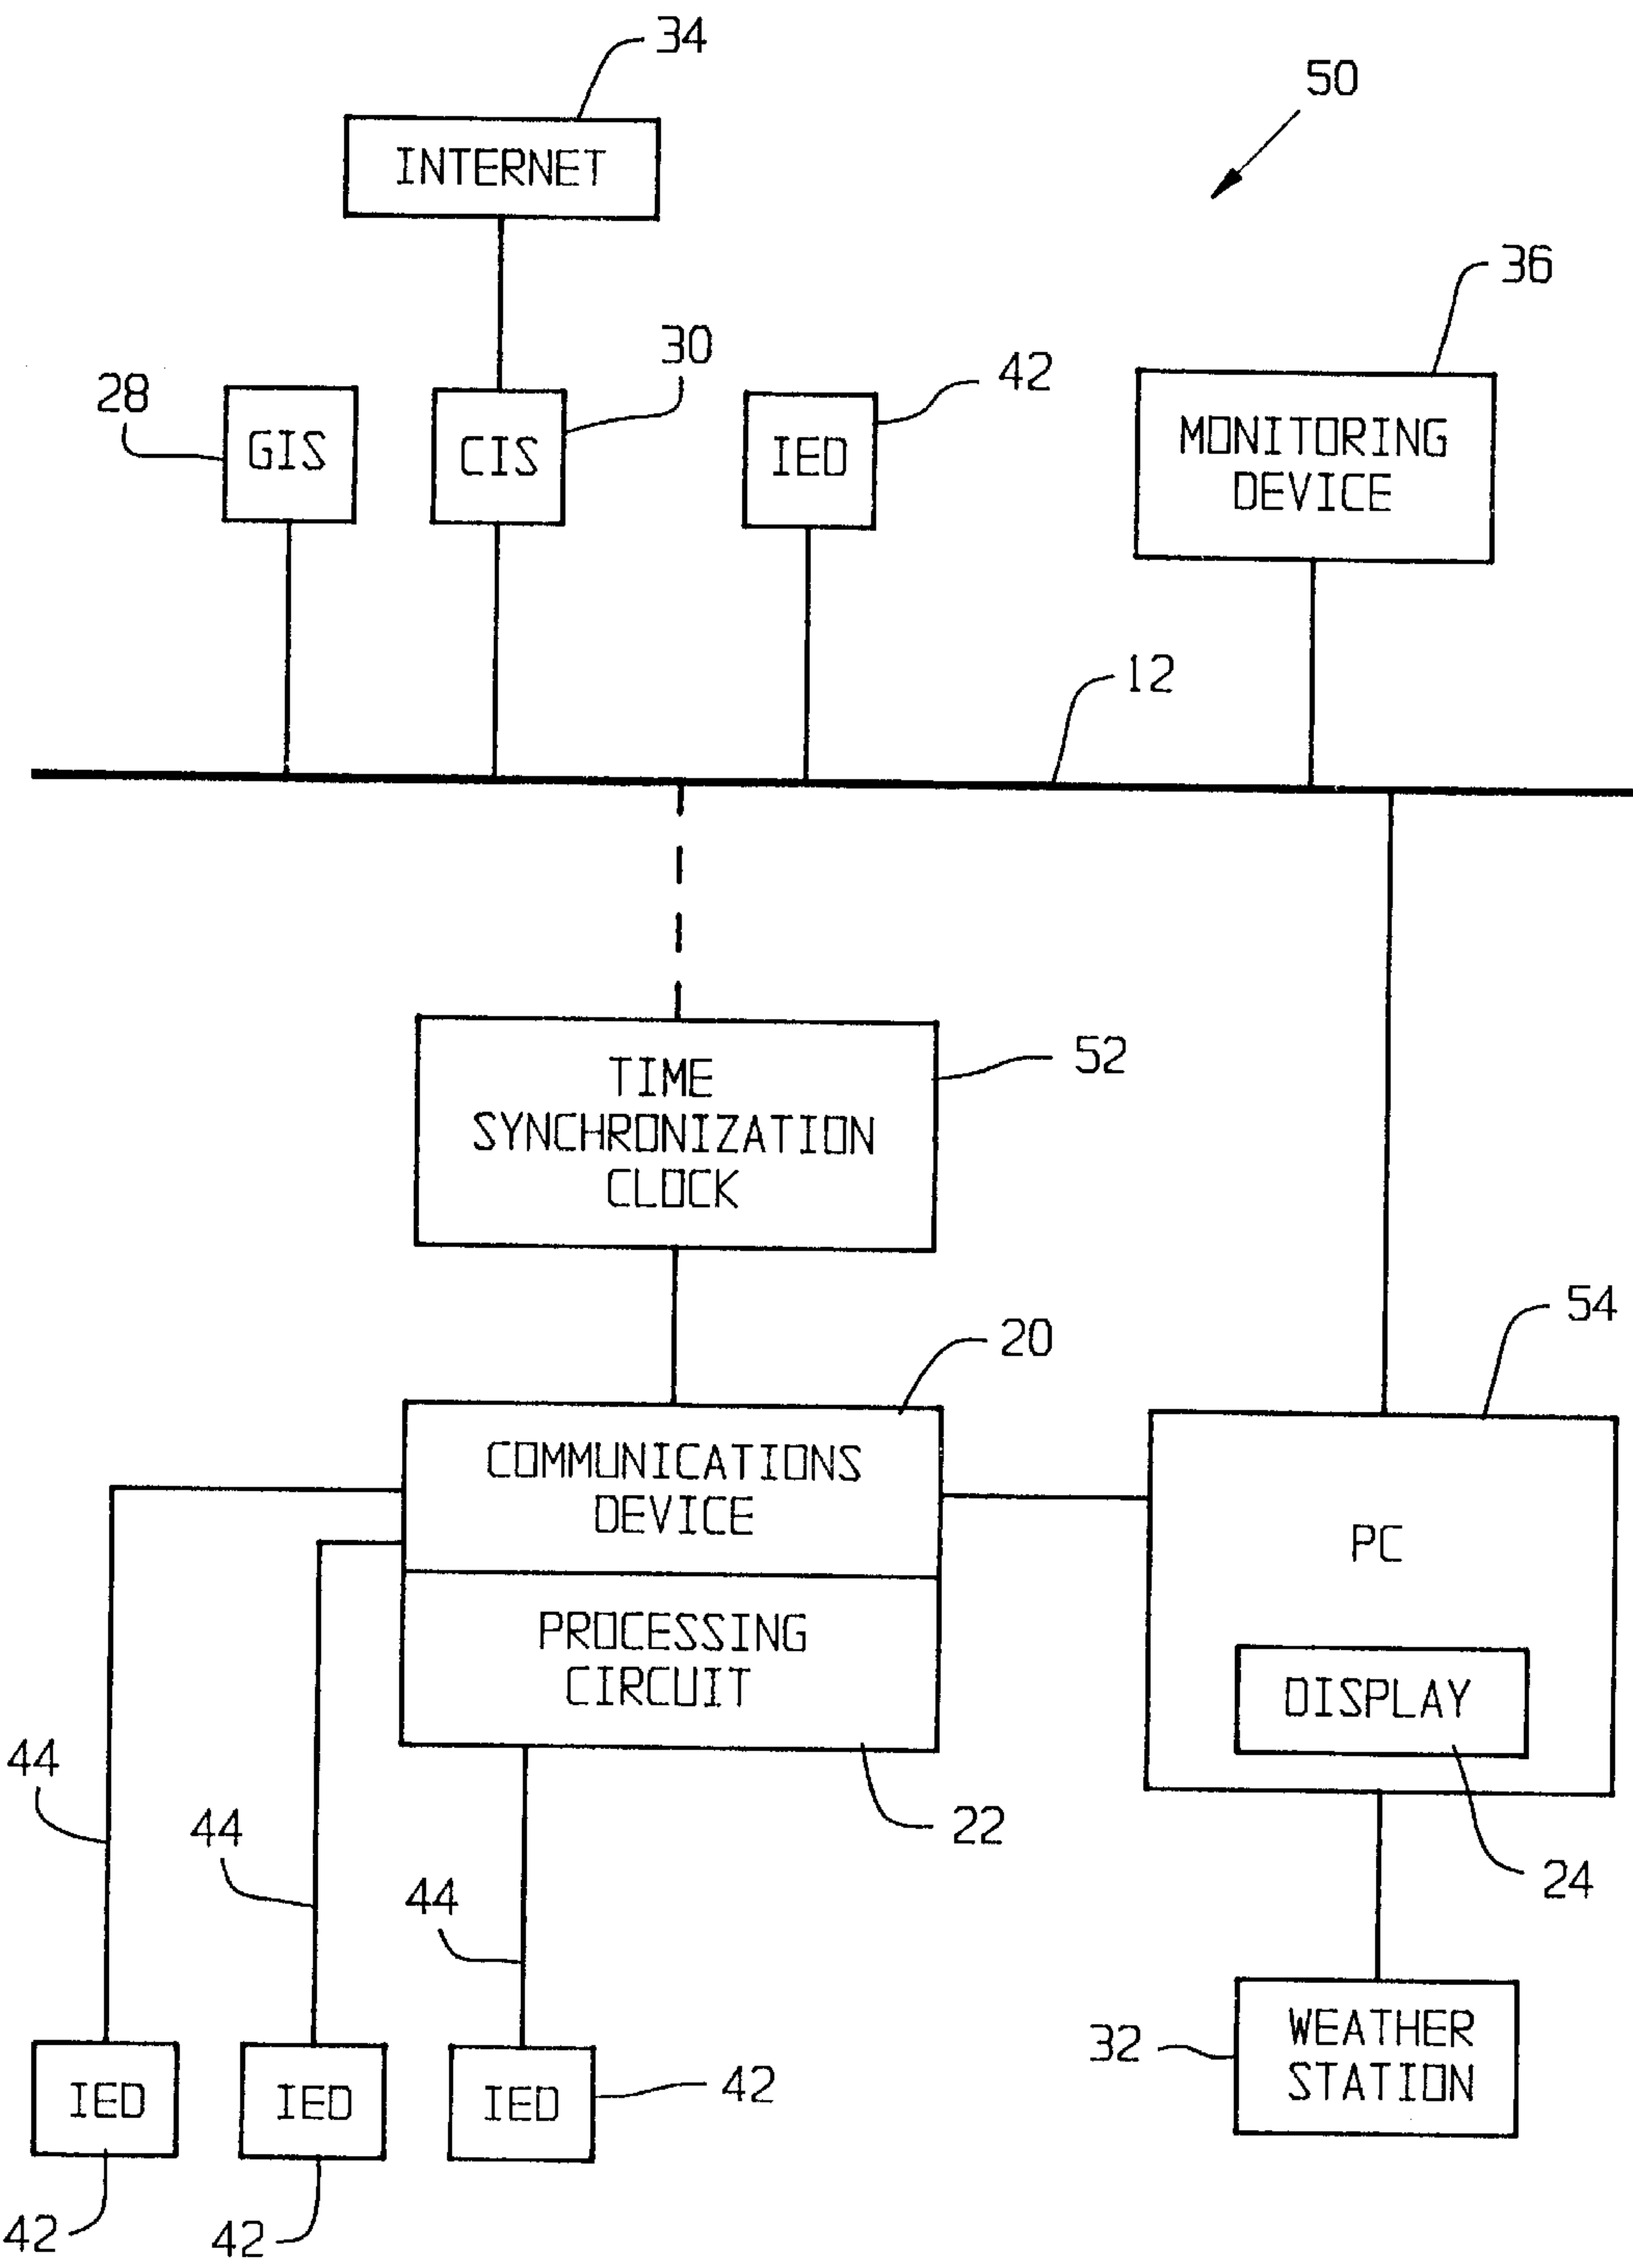 34
50
INTERNET
36
30
42
28
GIS
CIS
IED
MONITORING
DEVICE
12
TIME
SYNCHRONIZATION
CLOCK
52
54
20
COMMUNICATIONS
DEVICE
PC
PROCESSING
CIRCUIT
DISPLAY
44
44
22
44
24
WEATHER
STATION
32
IED
IED
IED
42
42
42